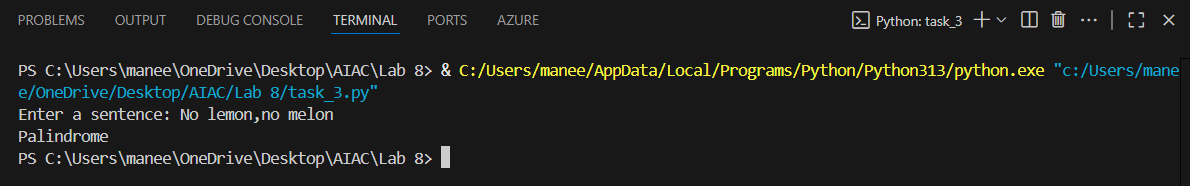 PROBLEMS OUTPUT DEBUG CONSOLE TERMINAL PORTS AZURE Python: task_3
PS C:\Users\manee\OneDrive\Desktop\AIAC\Lab 8> & C:/Users/manee/AppData/Local/Programs/Python/Python313/python.exe "c:/Users/mane
e/OneDrive/Desktop/AIAC/Lab 8/task_3.py"
Enter a sentence: No lemon,no melon
Palindrome
PS C:\Users\manee\OneDrive\Desktop\AIAC\Lab 8>